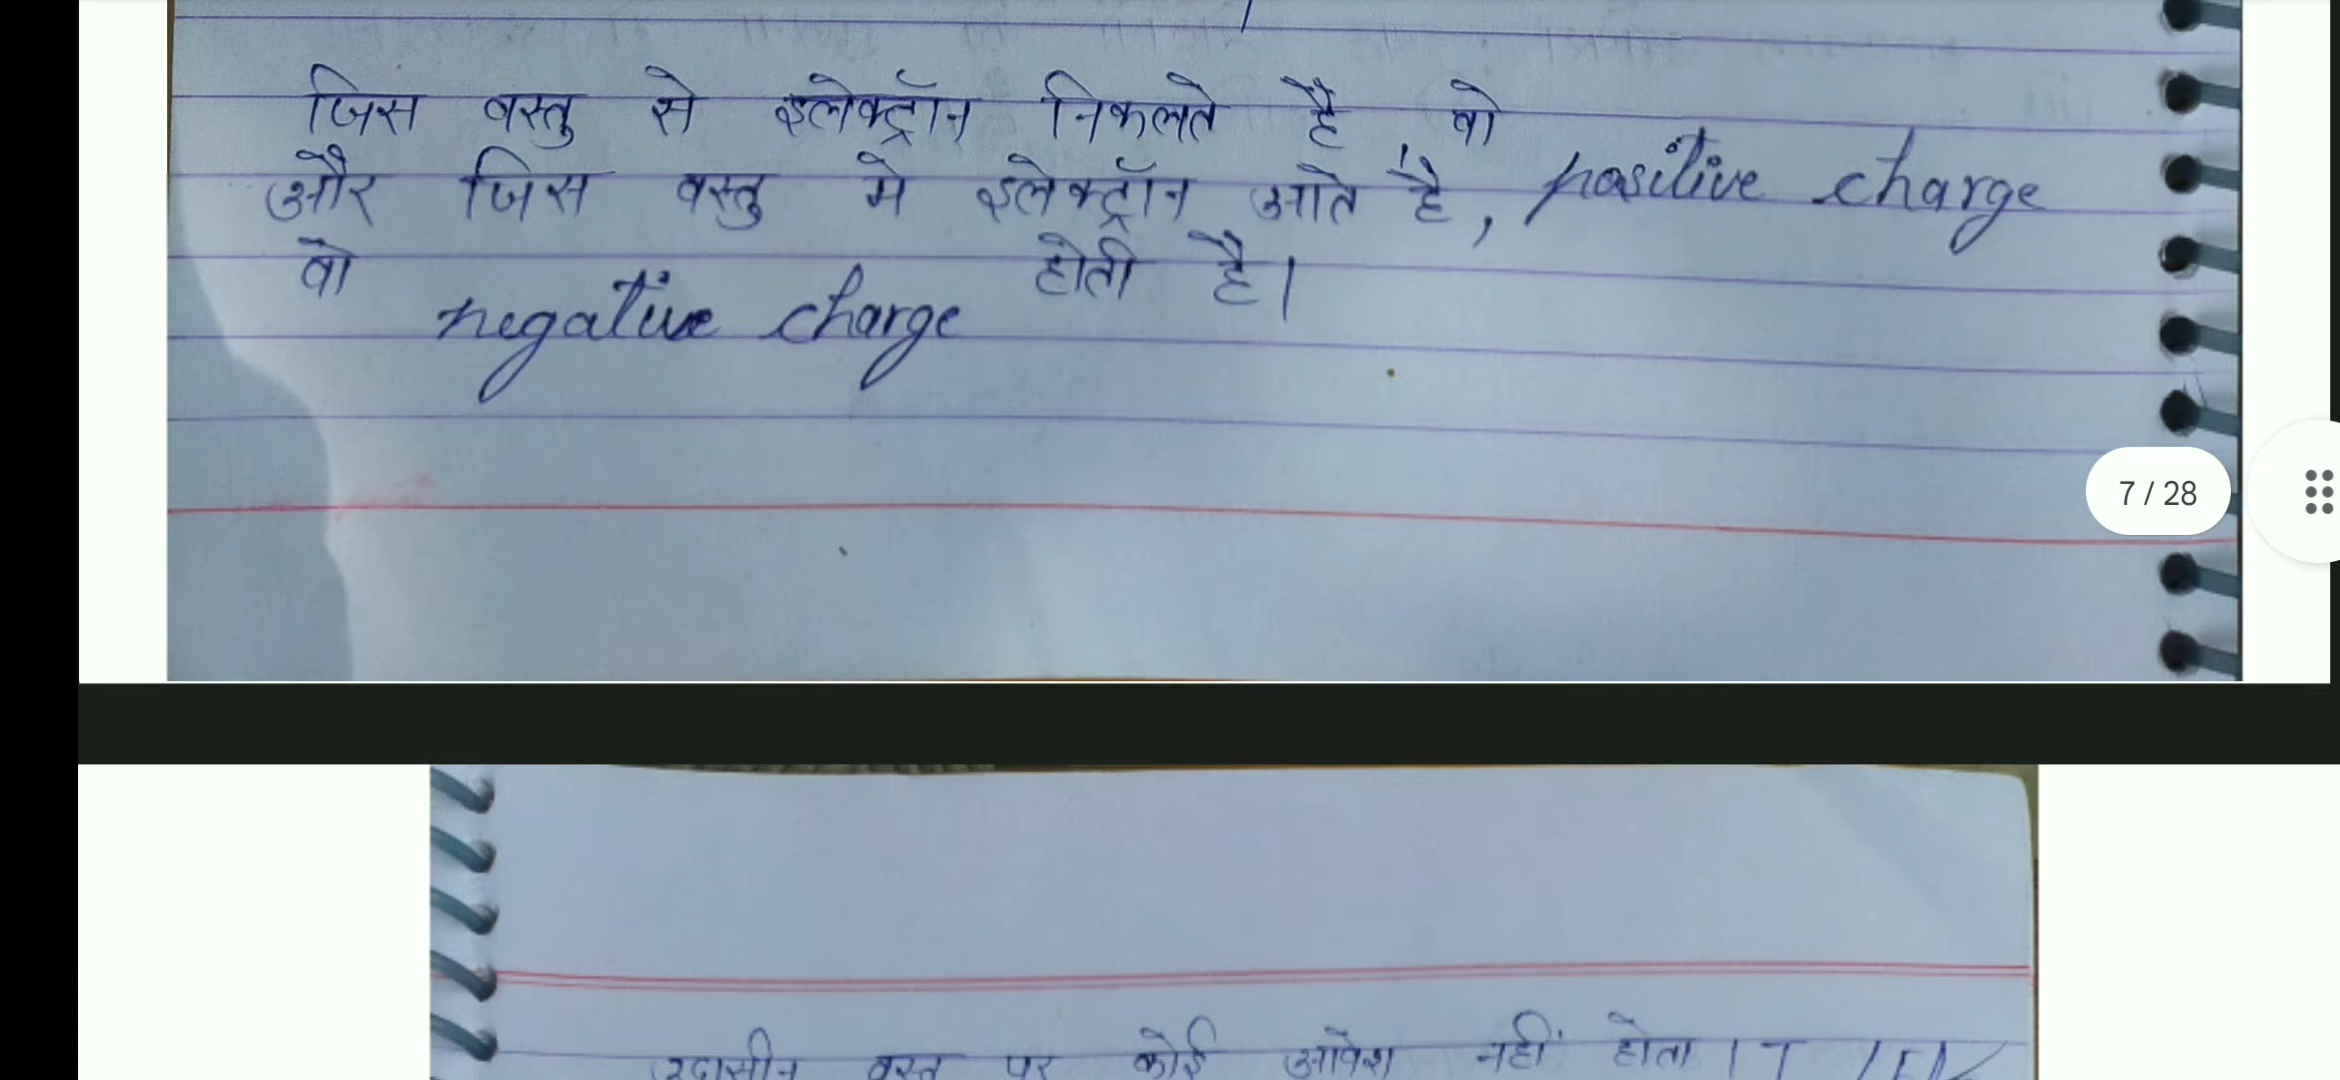 जिस वस्तु से इलेक्ट्रॉन निकलते हैं वो
positive charge
और जिस वस्तु मे इलेक्ट्रॉन आते है,
वो negative charge होती है।
7 / 28
उदासीन वस्तु पर कोई आवेश नहीं होता। T / F